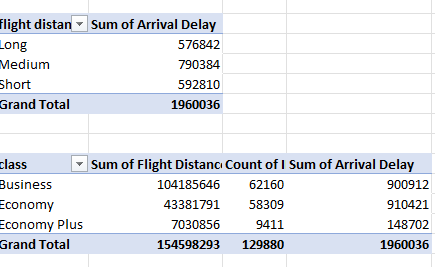 flight distan Sum of Arrival Delay
Long 576842
Medium 790384
Short 592810
Grand Total 1960036
class Sum of Flight Distanc Count of I Sum of Arrival Delay
Business 104185646 62160 900912
Economy 43381791 58309 910421
Economy Plus 7030856 9411 148702
Grand Total 154598293 129880 1960036